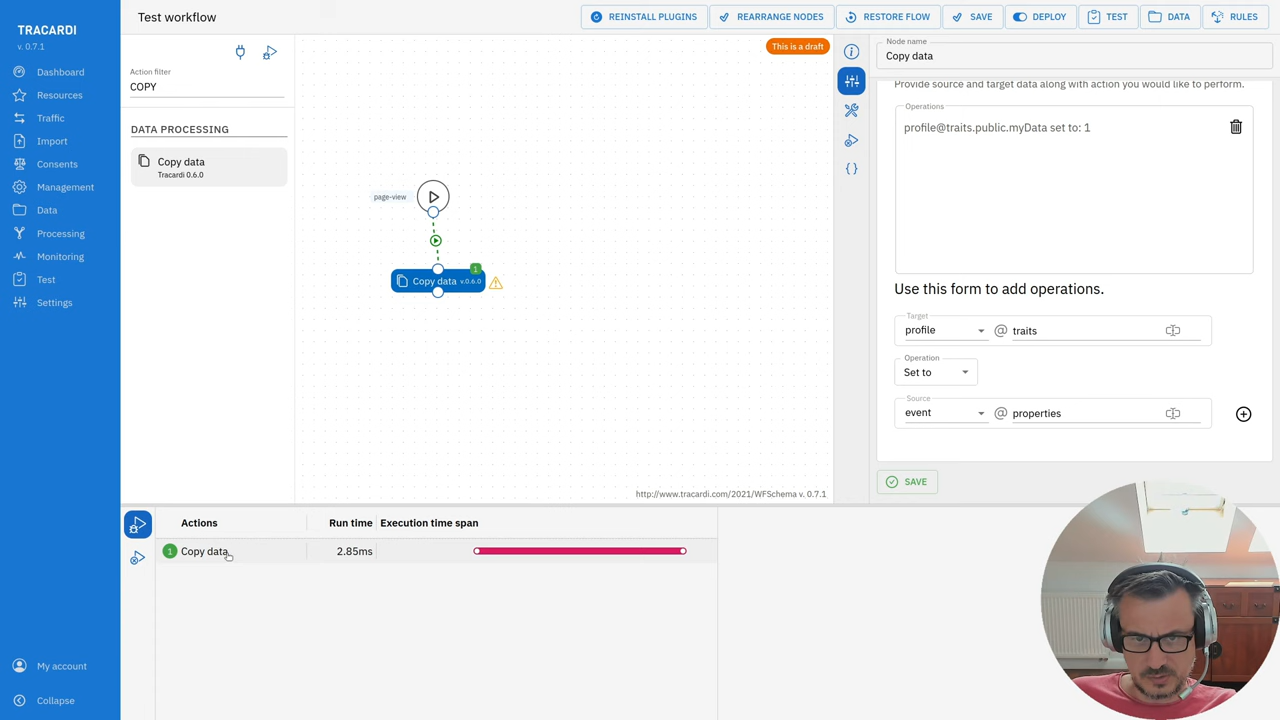 TRACARDI
v. 0.7.1
Dashboard
Resources
Traffic
Import
Consents
Management
Data
Processing
Monitoring
Test
Settings
My account
Collapse
Test workflow
REINSTALL PLUGINS
REARRANGE NODES
RESTORE FLOW
SAVE
DEPLOY
TEST
DATA
RULES
Action filter
COPY
DATA PROCESSING
Copy data
Tracardi 0.6.0
This is a draft
page-view
1
Copy data v.0.6.0
http://www.tracardi.com/2021/WFSchema v. 0.7.1
Node name
Copy data
Provide source and target data along with action you would like to perform.
Operations
profile@traits.public.myData set to: 1
Use this form to add operations.
Target
profile @ traits
Operation
Set to
Source
event @ properties
SAVE
Actions Run time Execution time span
1 Copy data 2.85ms